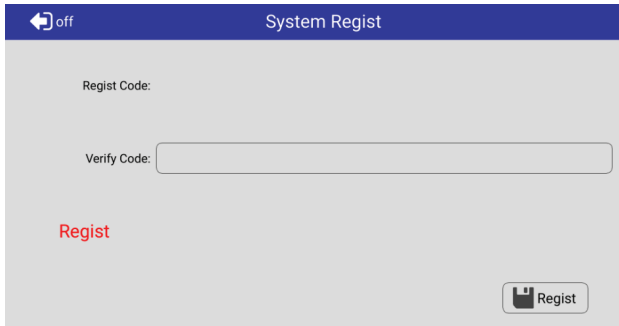 off System Regist
Regist Code:
Verify Code:
Regist
Regist